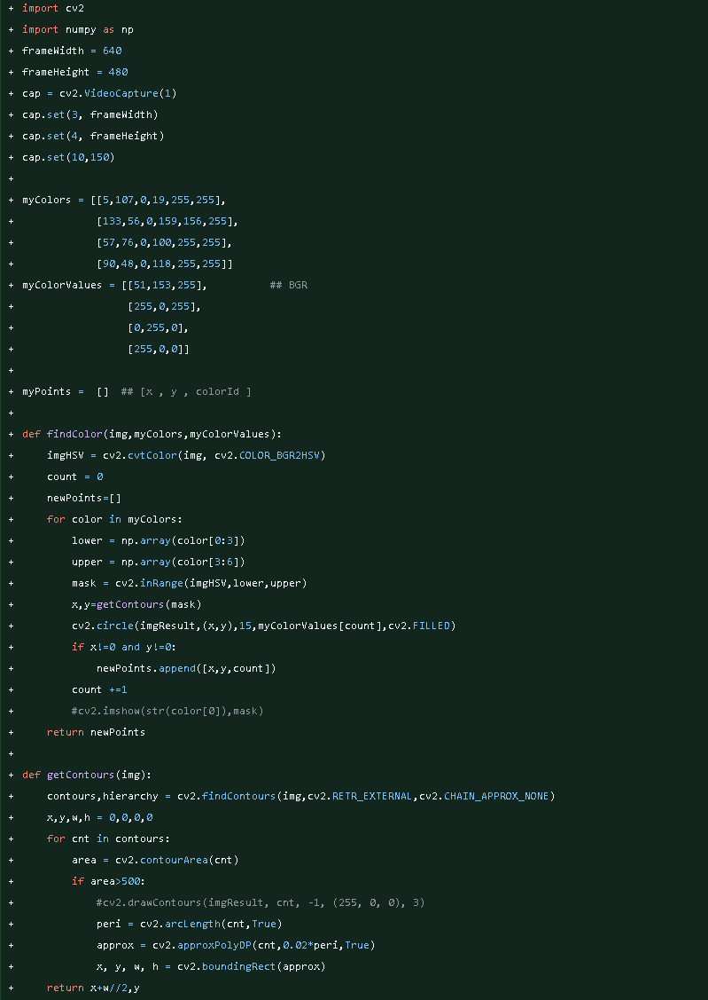 + import cv2
+ import numpy as np
+ frameWidth = 640
+ frameHeight = 480
+ cap = cv2.VideoCapture(1)
+ cap.set(3, frameWidth)
+ cap.set(4, frameHeight)
+ cap.set(10,150)
+
+ myColors = [[5,107,0,19,255,255],
+             [133,56,0,159,156,255],
+             [57,76,0,100,255,255],
+             [90,48,0,118,255,255]]
+ myColorValues = [[51,153,255],          ## BGR
+                  [255,0,255],
+                  [0,255,0],
+                  [255,0,0]]
+
+ myPoints =  []  ## [x , y , colorId ]
+
+ def findColor(img,myColors,myColorValues):
+     imgHSV = cv2.cvtColor(img, cv2.COLOR_BGR2HSV)
+     count = 0
+     newPoints=[]
+     for color in myColors:
+         lower = np.array(color[0:3])
+         upper = np.array(color[3:6])
+         mask = cv2.inRange(imgHSV,lower,upper)
+         x,y=getContours(mask)
+         cv2.circle(imgResult,(x,y),15,myColorValues[count],cv2.FILLED)
+         if x!=0 and y!=0:
+             newPoints.append([x,y,count])
+         count +=1
+         #cv2.imshow(str(color[0]),mask)
+     return newPoints
+
+ def getContours(img):
+     contours,hierarchy = cv2.findContours(img,cv2.RETR_EXTERNAL,cv2.CHAIN_APPROX_NONE)
+     x,y,w,h = 0,0,0,0
+     for cnt in contours:
+         area = cv2.contourArea(cnt)
+         if area>500:
+             #cv2.drawContours(imgResult, cnt, -1, (255, 0, 0), 3)
+             peri = cv2.arcLength(cnt,True)
+             approx = cv2.approxPolyDP(cnt,0.02*peri,True)
+             x, y, w, h = cv2.boundingRect(approx)
+     return x+w//2,y